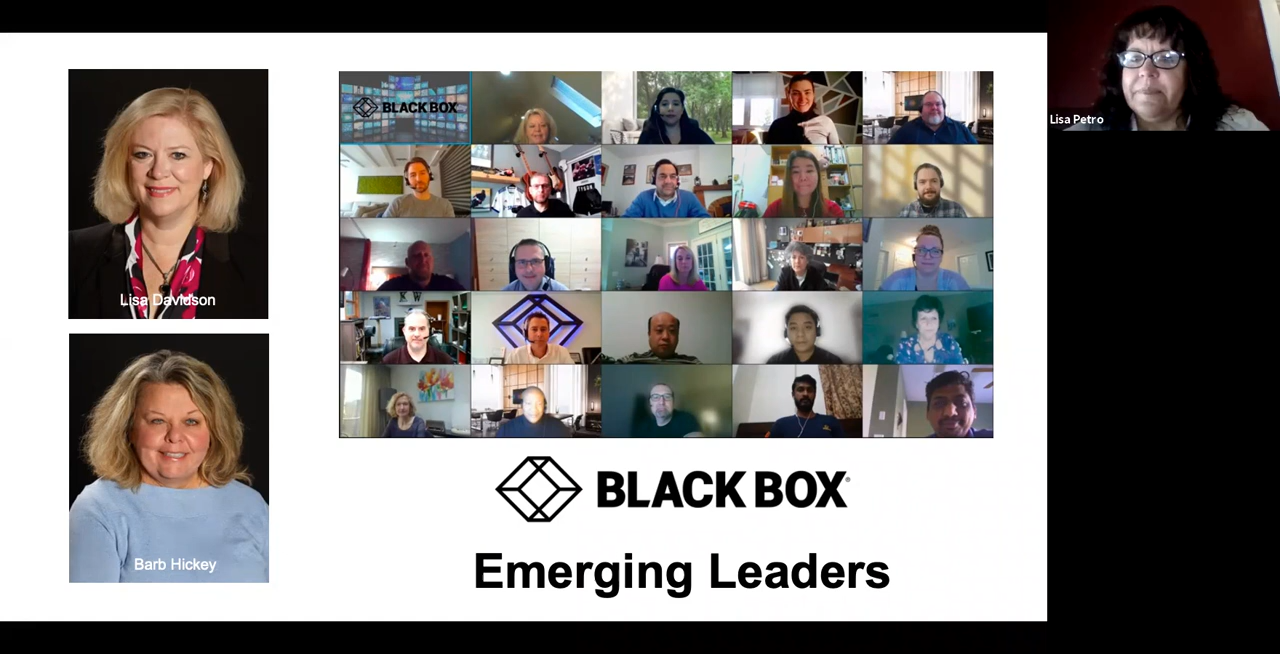 Lisa Davidson
Barb Hickey
BLACK BOX
K W
BLACK BOX®
Emerging Leaders
Lisa Petro